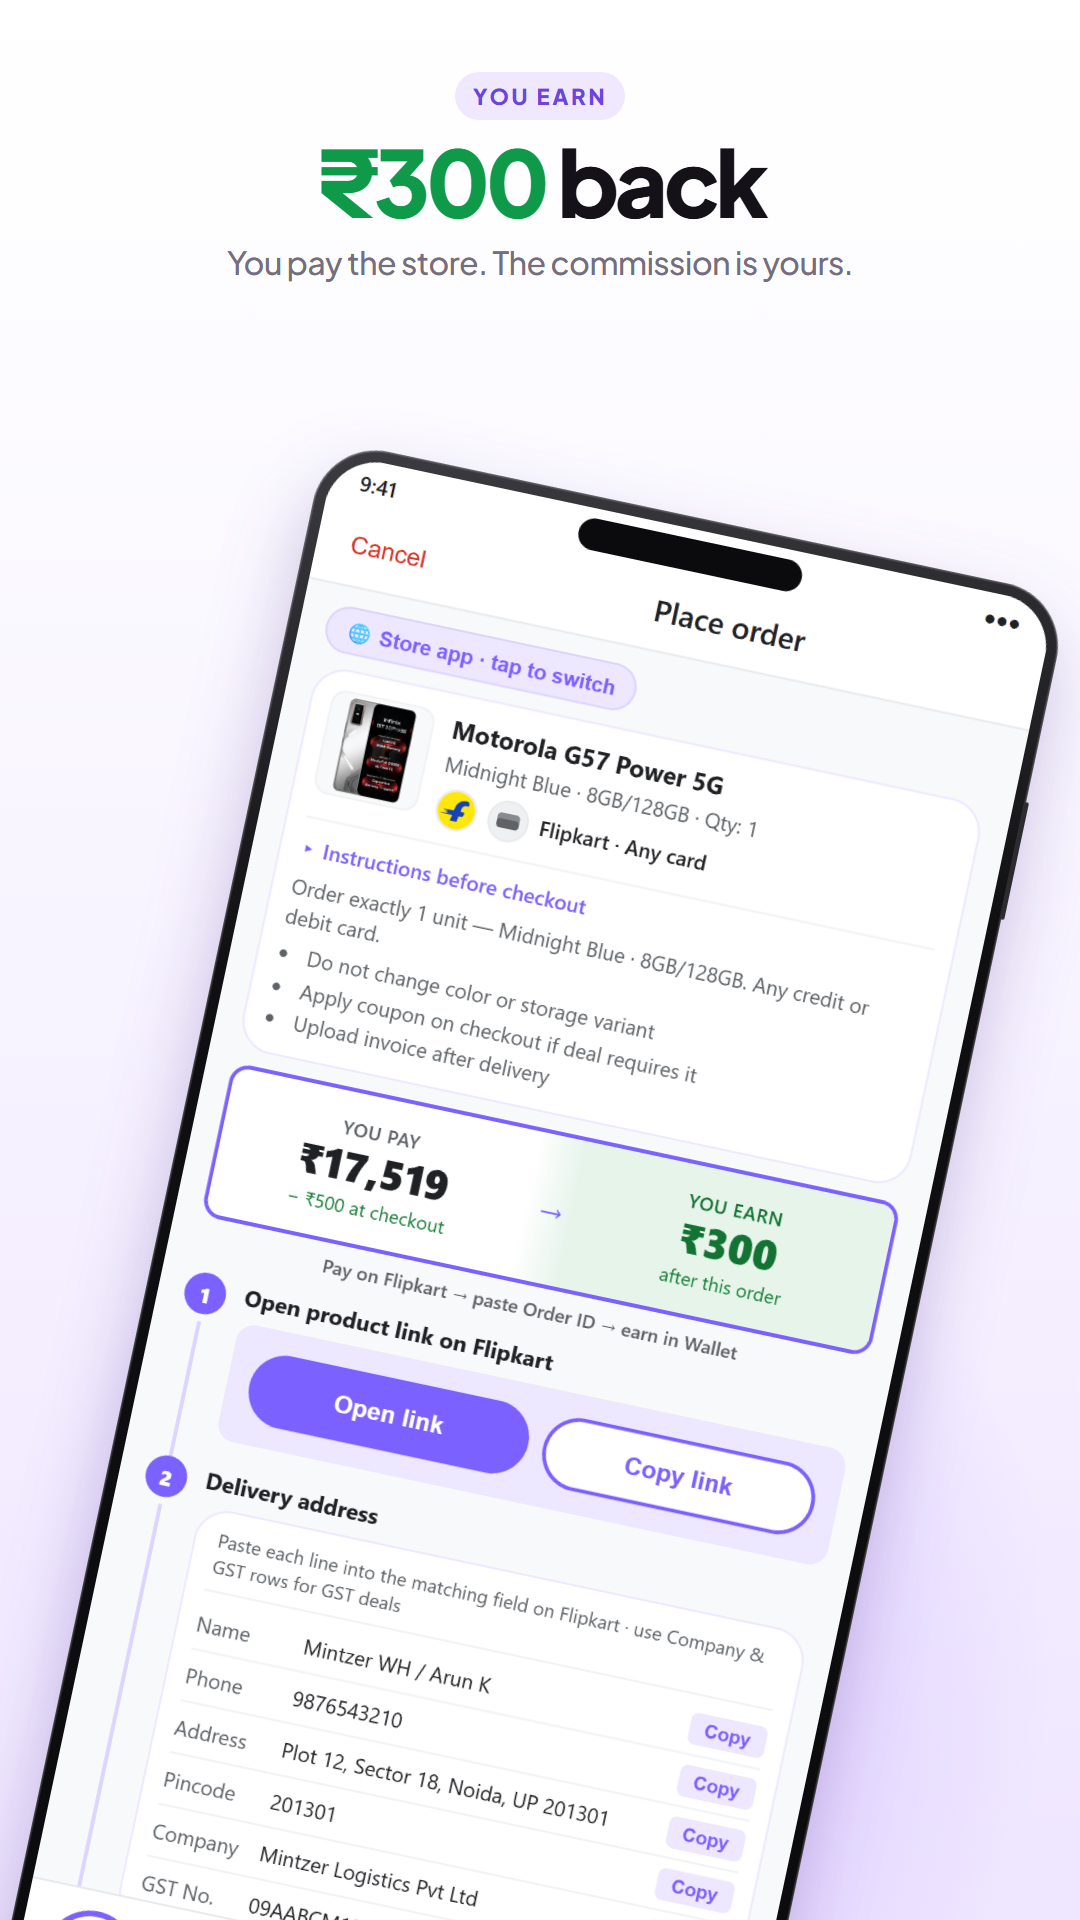 YOU EARN
₹300 back
You pay the store. The commission is yours.
9:41
Cancel
Place order
Store app · tap to switch
Motorola G57 Power 5G
Midnight Blue · 8GB/128GB · Qty: 1
Flipkart · Any card
▸ Instructions before checkout
Order exactly 1 unit — Midnight Blue · 8GB/128GB. Any credit or
debit card.
• Do not change color or storage variant
• Apply coupon on checkout if deal requires it
• Upload invoice after delivery
YOU PAY
₹17,519
− ₹500 at checkout
→
YOU EARN
₹300
after this order
Pay on Flipkart → paste Order ID → earn in Wallet
1
Open product link on Flipkart
Open link
Copy link
2
Delivery address
Paste each line into the matching field on Flipkart · use Company &
GST rows for GST deals
Name Mintzer WH / Arun K Copy
Phone 9876543210 Copy
Address Plot 12, Sector 18, Noida, UP 201301 Copy
Pincode 201301 Copy
Company Mintzer Logistics Pvt Ltd
GST No.